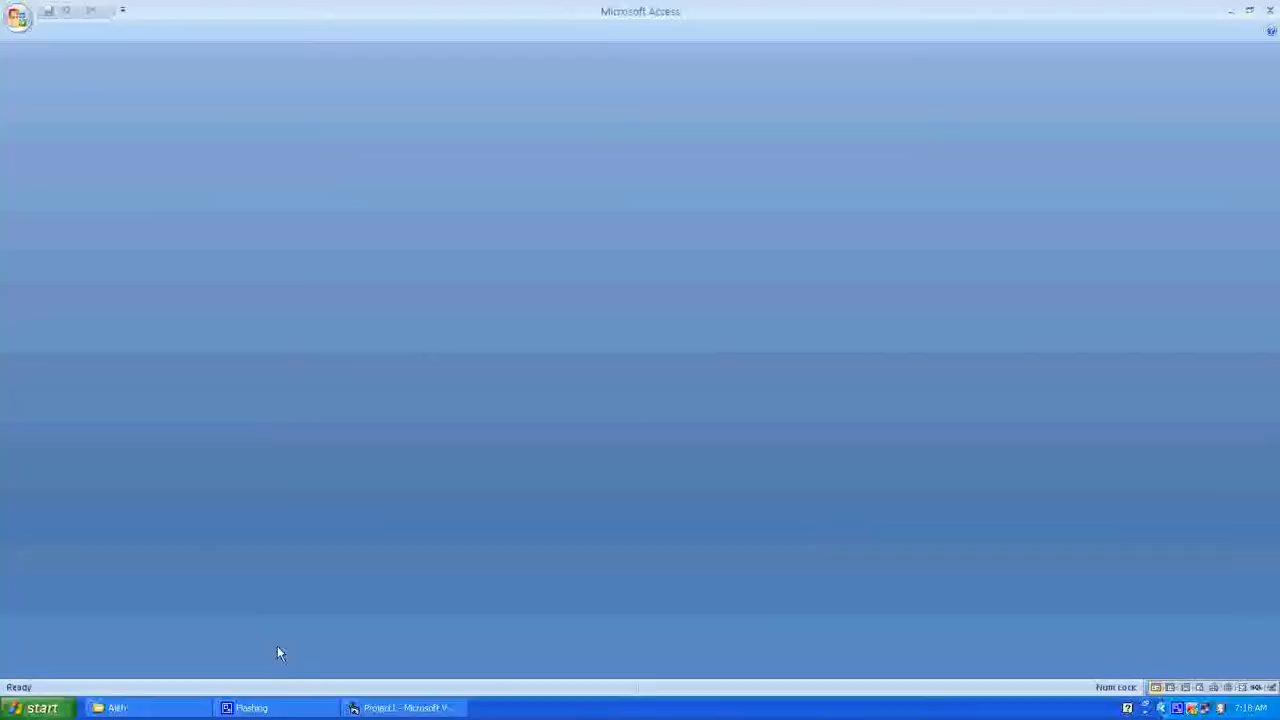 Microsoft Access
Ready
Num Lock
start
Project1 - Microsoft V...
7:18 AM